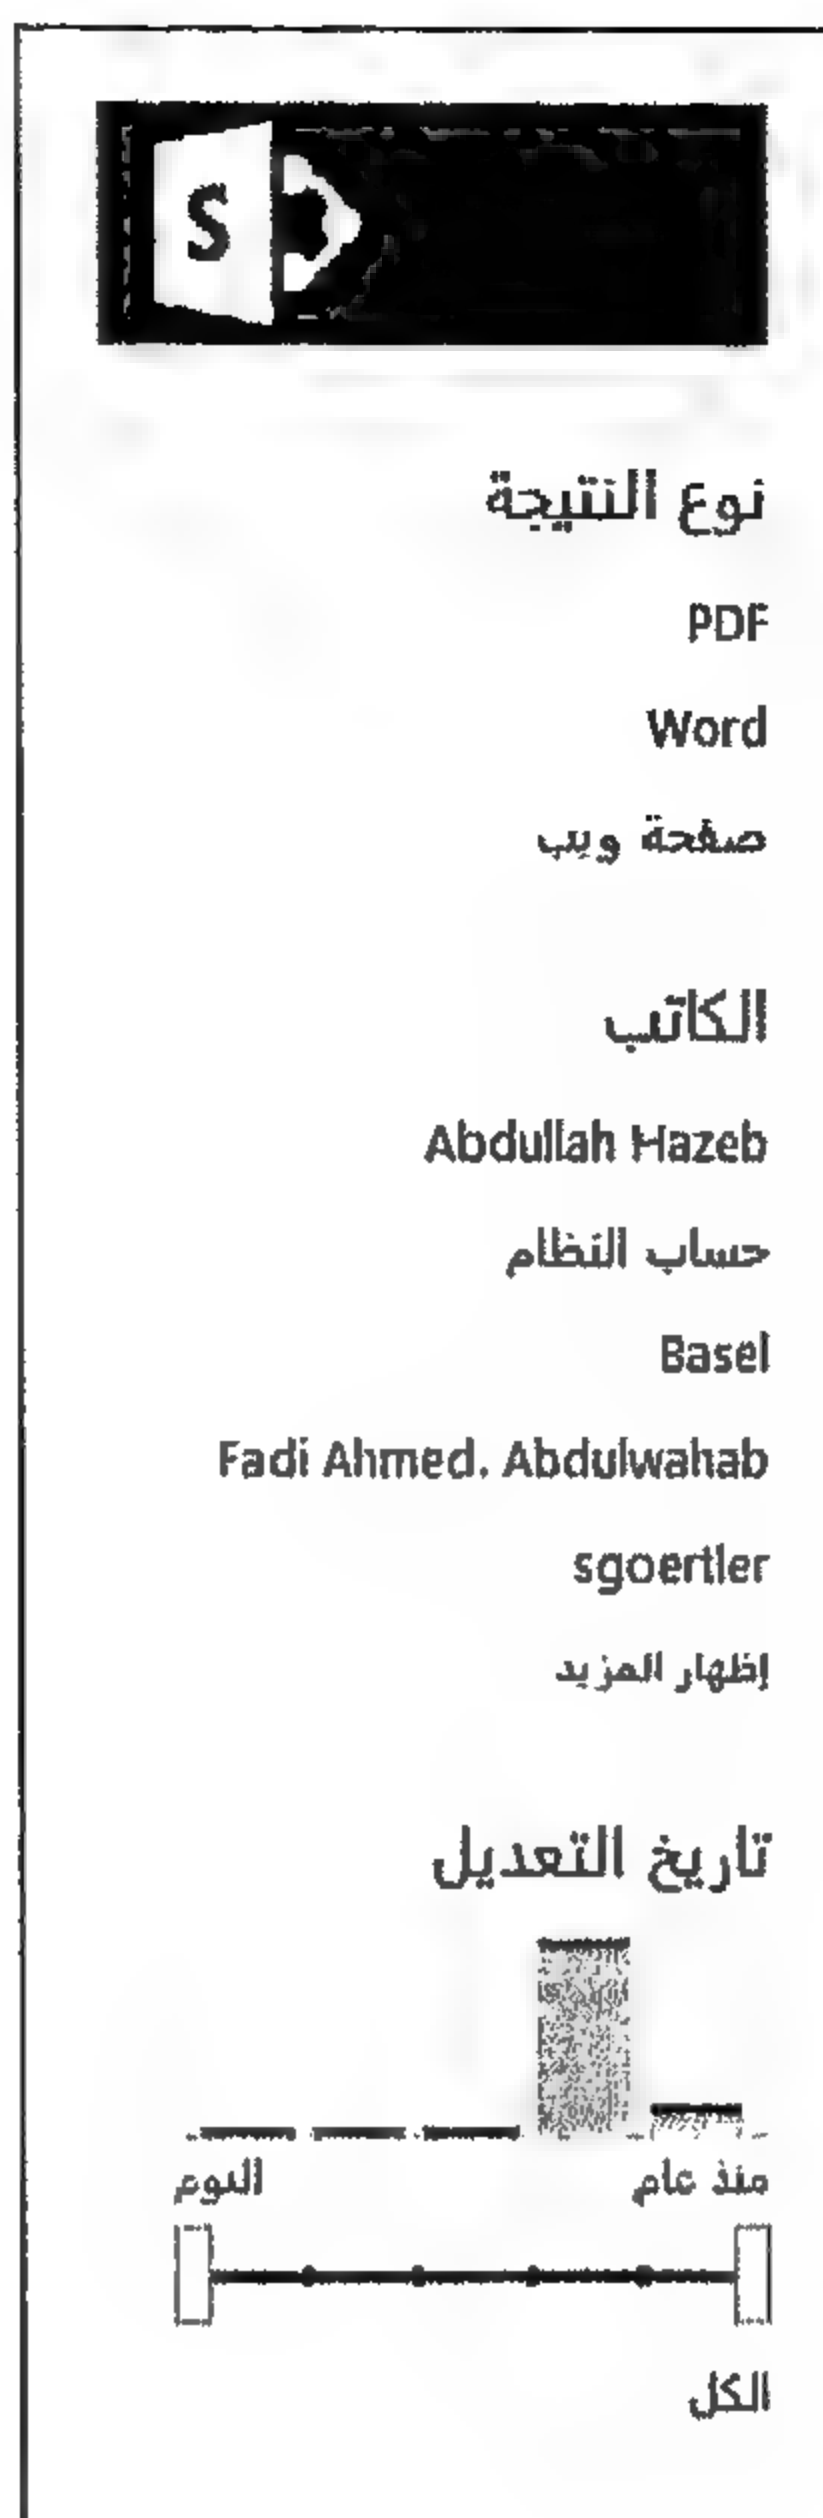 S
نوع النتيجة
PDF
Word
صفحة ويب
الكاتب
Abdullah Hazeb
حساب النظام
Basel
Fadi Ahmed. Abdulwahab
sgoertler
إظهار المزيد
تاريخ التعديل
منذ عام اليوم
الكل